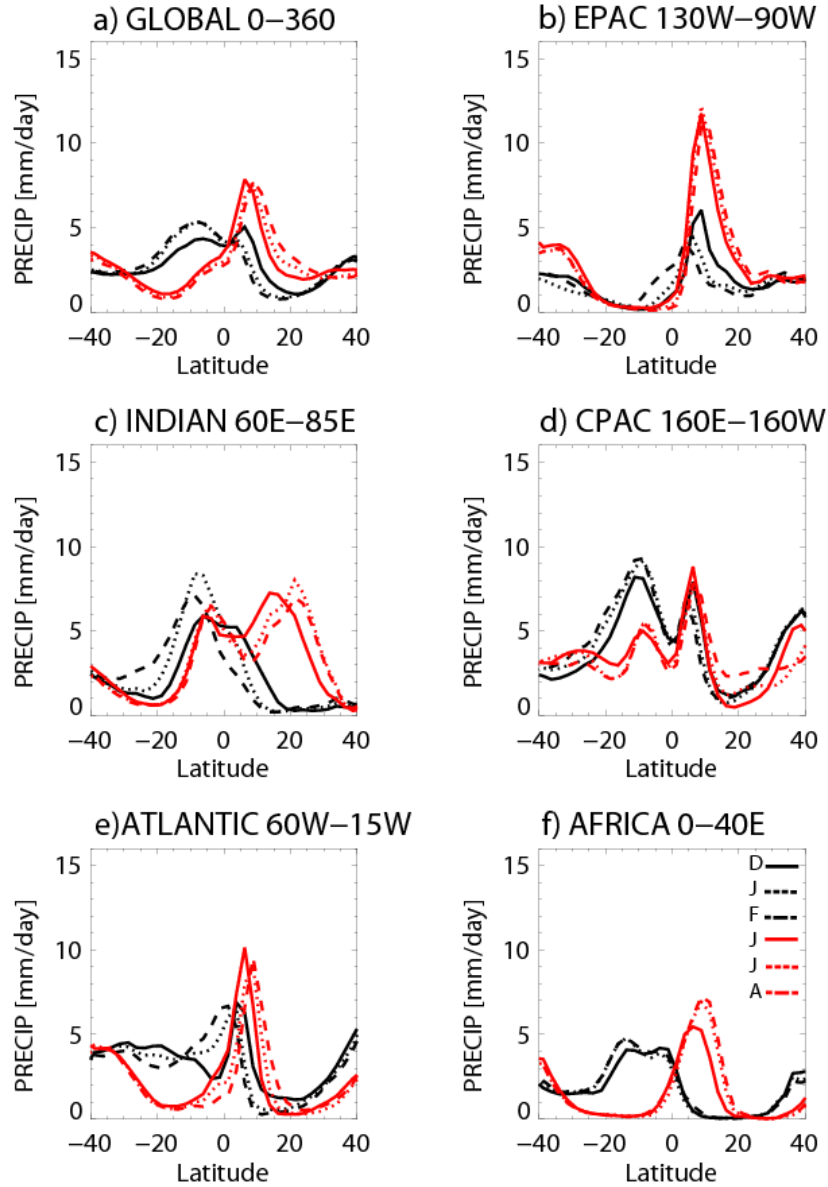 a) GLOBAL 0−360
PRECIP [mm/day]
15
10
5
0
−40 −20 0 20 40
Latitude
b) EPAC 130W−90W
PRECIP [mm/day]
15
10
5
0
−40 −20 0 20 40
Latitude
c) INDIAN 60E−85E
PRECIP [mm/day]
15
10
5
0
−40 −20 0 20 40
Latitude
d) CPAC 160E−160W
PRECIP [mm/day]
15
10
5
0
−40 −20 0 20 40
Latitude
e)ATLANTIC 60W−15W
PRECIP [mm/day]
15
10
5
0
−40 −20 0 20 40
Latitude
f) AFRICA 0−40E
PRECIP [mm/day]
15
10
5
0
−40 −20 0 20 40
Latitude
D
J
F
J
J
A